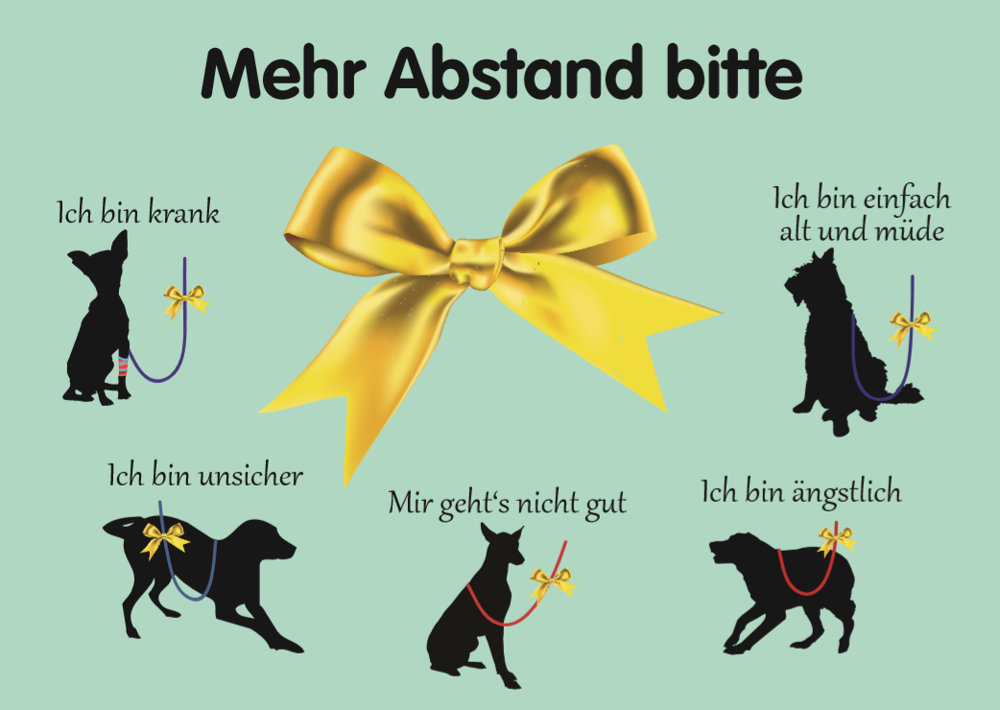 Mehr Abstand bitte
Ich bin krank
Ich bin einfach
alt und müde
Ich bin unsicher
Mir geht‘s nicht gut
Ich bin ängstlich